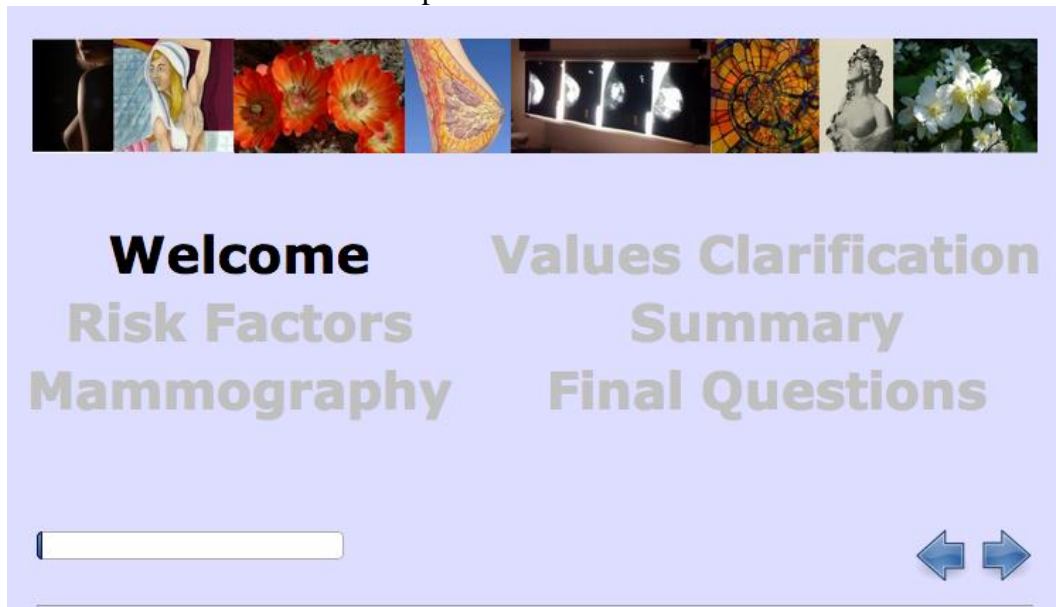 Welcome
Risk Factors
Mammography
Values Clarification
Summary
Final Questions